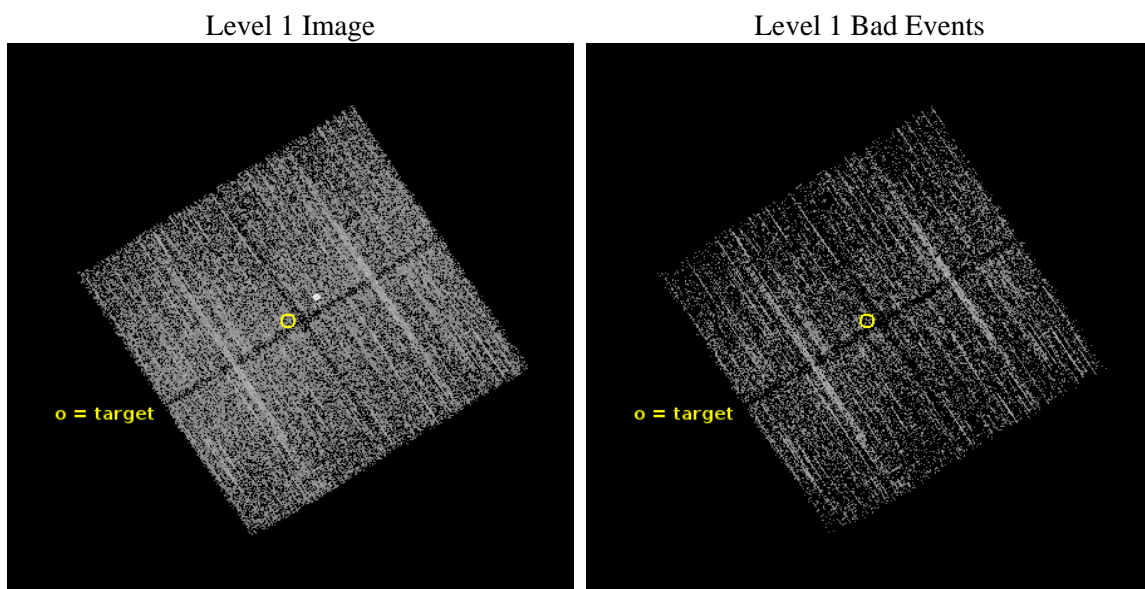 Level 1 Image
Level 1 Bad Events
o = target
o = target